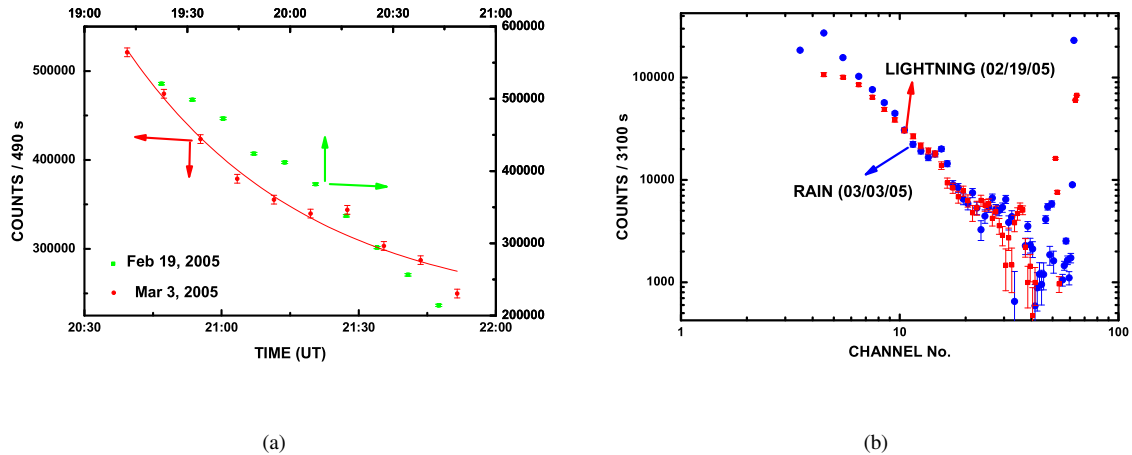 19:00 19:30 20:00 20:30 21:00
600000
500000
400000
300000
200000
500000
400000
300000
COUNTS / 490 s
Feb 19, 2005
Mar 3, 2005
20:30 21:00 21:30 22:00
TIME (UT)
(a)
100000
10000
1000
COUNTS / 3100 s
LIGHTNING (02/19/05)
RAIN (03/03/05)
1 10 100
CHANNEL No.
(b)